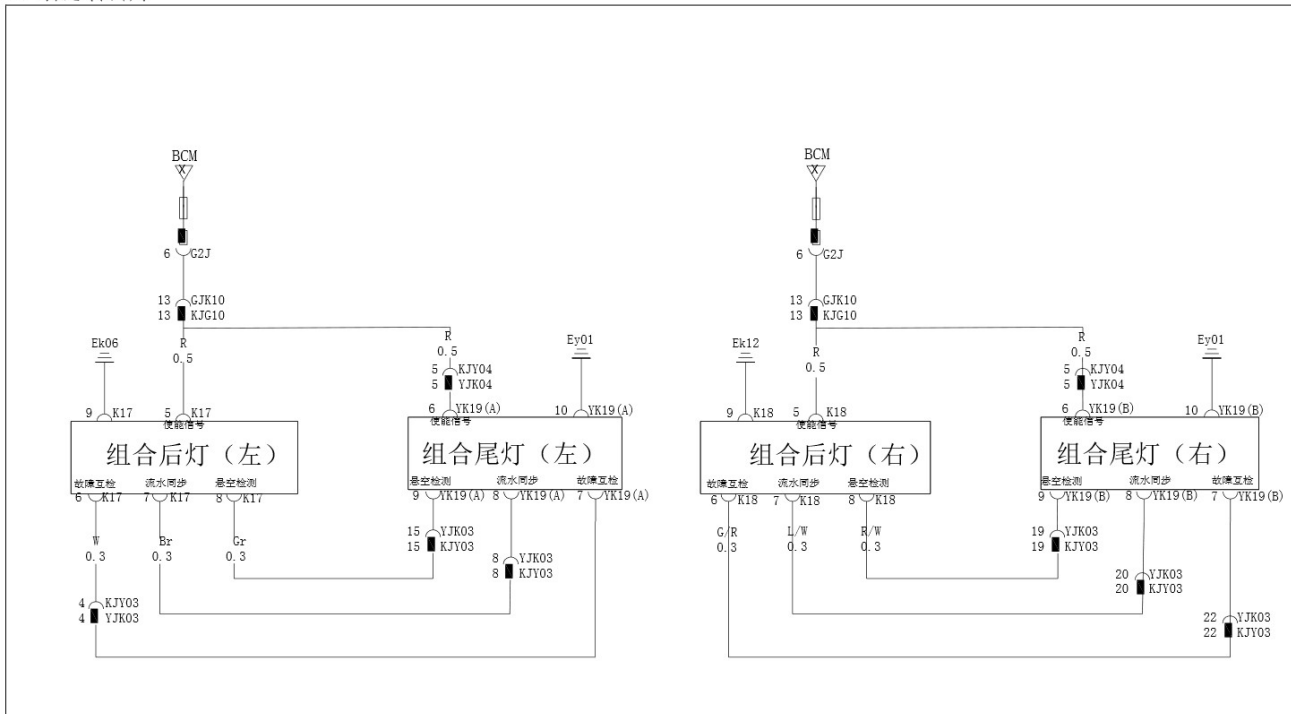 BCM
X
6 G2J
13 GJK10
13 KJG10
Ek06
R
0.5
R
0.5
5 KJY04
5 YJK04
Ey01
9 K17
5 K17
使能信号
6 YK19(A)
使能信号
10 YK19(A)
组合后灯（左）
组合尾灯（左）
故障互检
流水同步
悬空检测
6 K17
7 K17
8 K17
悬空检测
流水同步
故障互检
9 YK19(A)
8 YK19(A)
7 YK19(A)
W
0.3
Br
0.3
Gr
0.3
15 YJK03
15 KJY03
8 YJK03
8 KJY03
4 KJY03
4 YJK03
BCM
X
6 G2J
13 GJK10
13 KJG10
Ek12
R
0.5
R
0.5
5 KJY04
5 YJK04
Ey01
9 K18
5 K18
使能信号
6 YK19(B)
使能信号
10 YK19(B)
组合后灯（右）
组合尾灯（右）
故障互检
流水同步
悬空检测
6 K18
7 K18
8 K18
悬空检测
流水同步
故障互检
9 YK19(B)
8 YK19(B)
7 YK19(B)
G/R
0.3
L/W
0.3
R/W
0.3
19 YJK03
19 KJY03
20 YJK03
20 KJY03
22 YJK03
22 KJY03